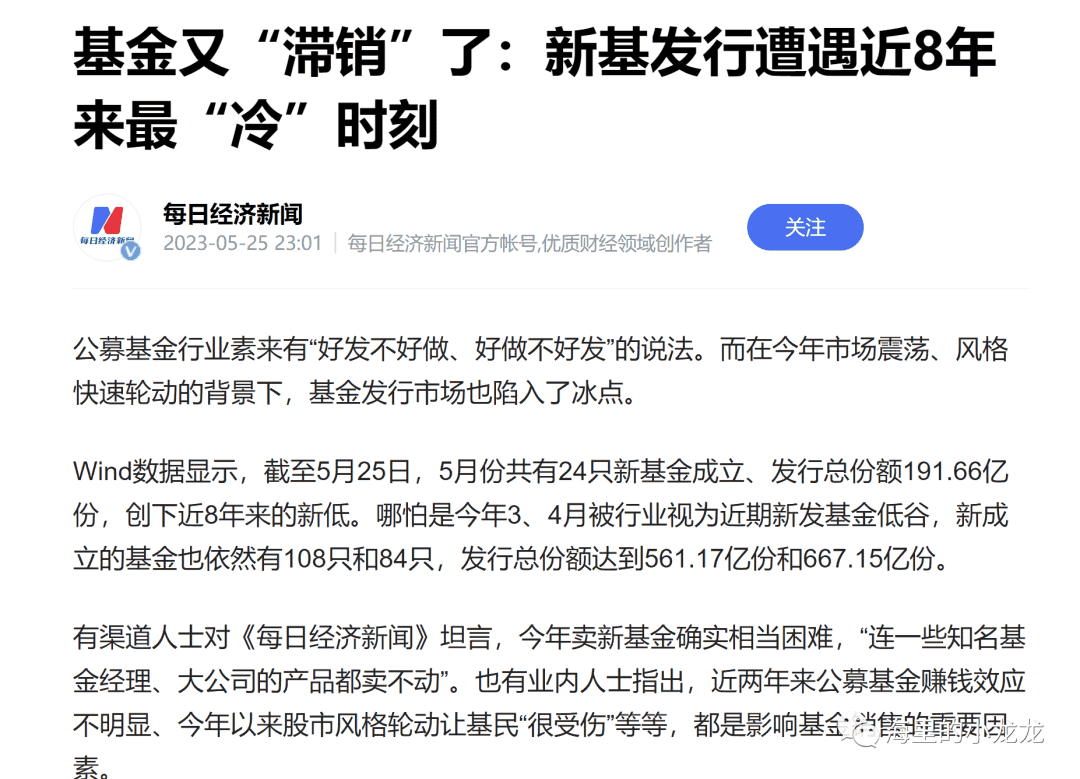 基金又“滞销”了：新基发行遭遇近8年
来最“冷”时刻
每日经济新闻
每日经济新闻
2023-05-25 23:01
每日经济新闻官方帐号,优质财经领域创作者
关注
公募基金行业素来有“好发不好做、好做不好发”的说法。而在今年市场震荡、风格
快速轮动的背景下，基金发行市场也陷入了冰点。
Wind数据显示，截至5月25日，5月份共有24只新基金成立、发行总份额191.66亿
份，创下近8年来的新低。哪怕是今年3、4月被行业视为近期新发基金低谷，新成
立的基金也依然有108只和84只，发行总份额达到561.17亿份和667.15亿份。
有渠道人士对《每日经济新闻》坦言，今年卖新基金确实相当困难，“连一些知名基
金经理、大公司的产品都卖不动”。也有业内人士指出，近两年来公募基金赚钱效应
不明显、今年以来股市风格轮动让基民“很受伤”等等，都是影响基金销售的重要因
素。
海里的小龙龙